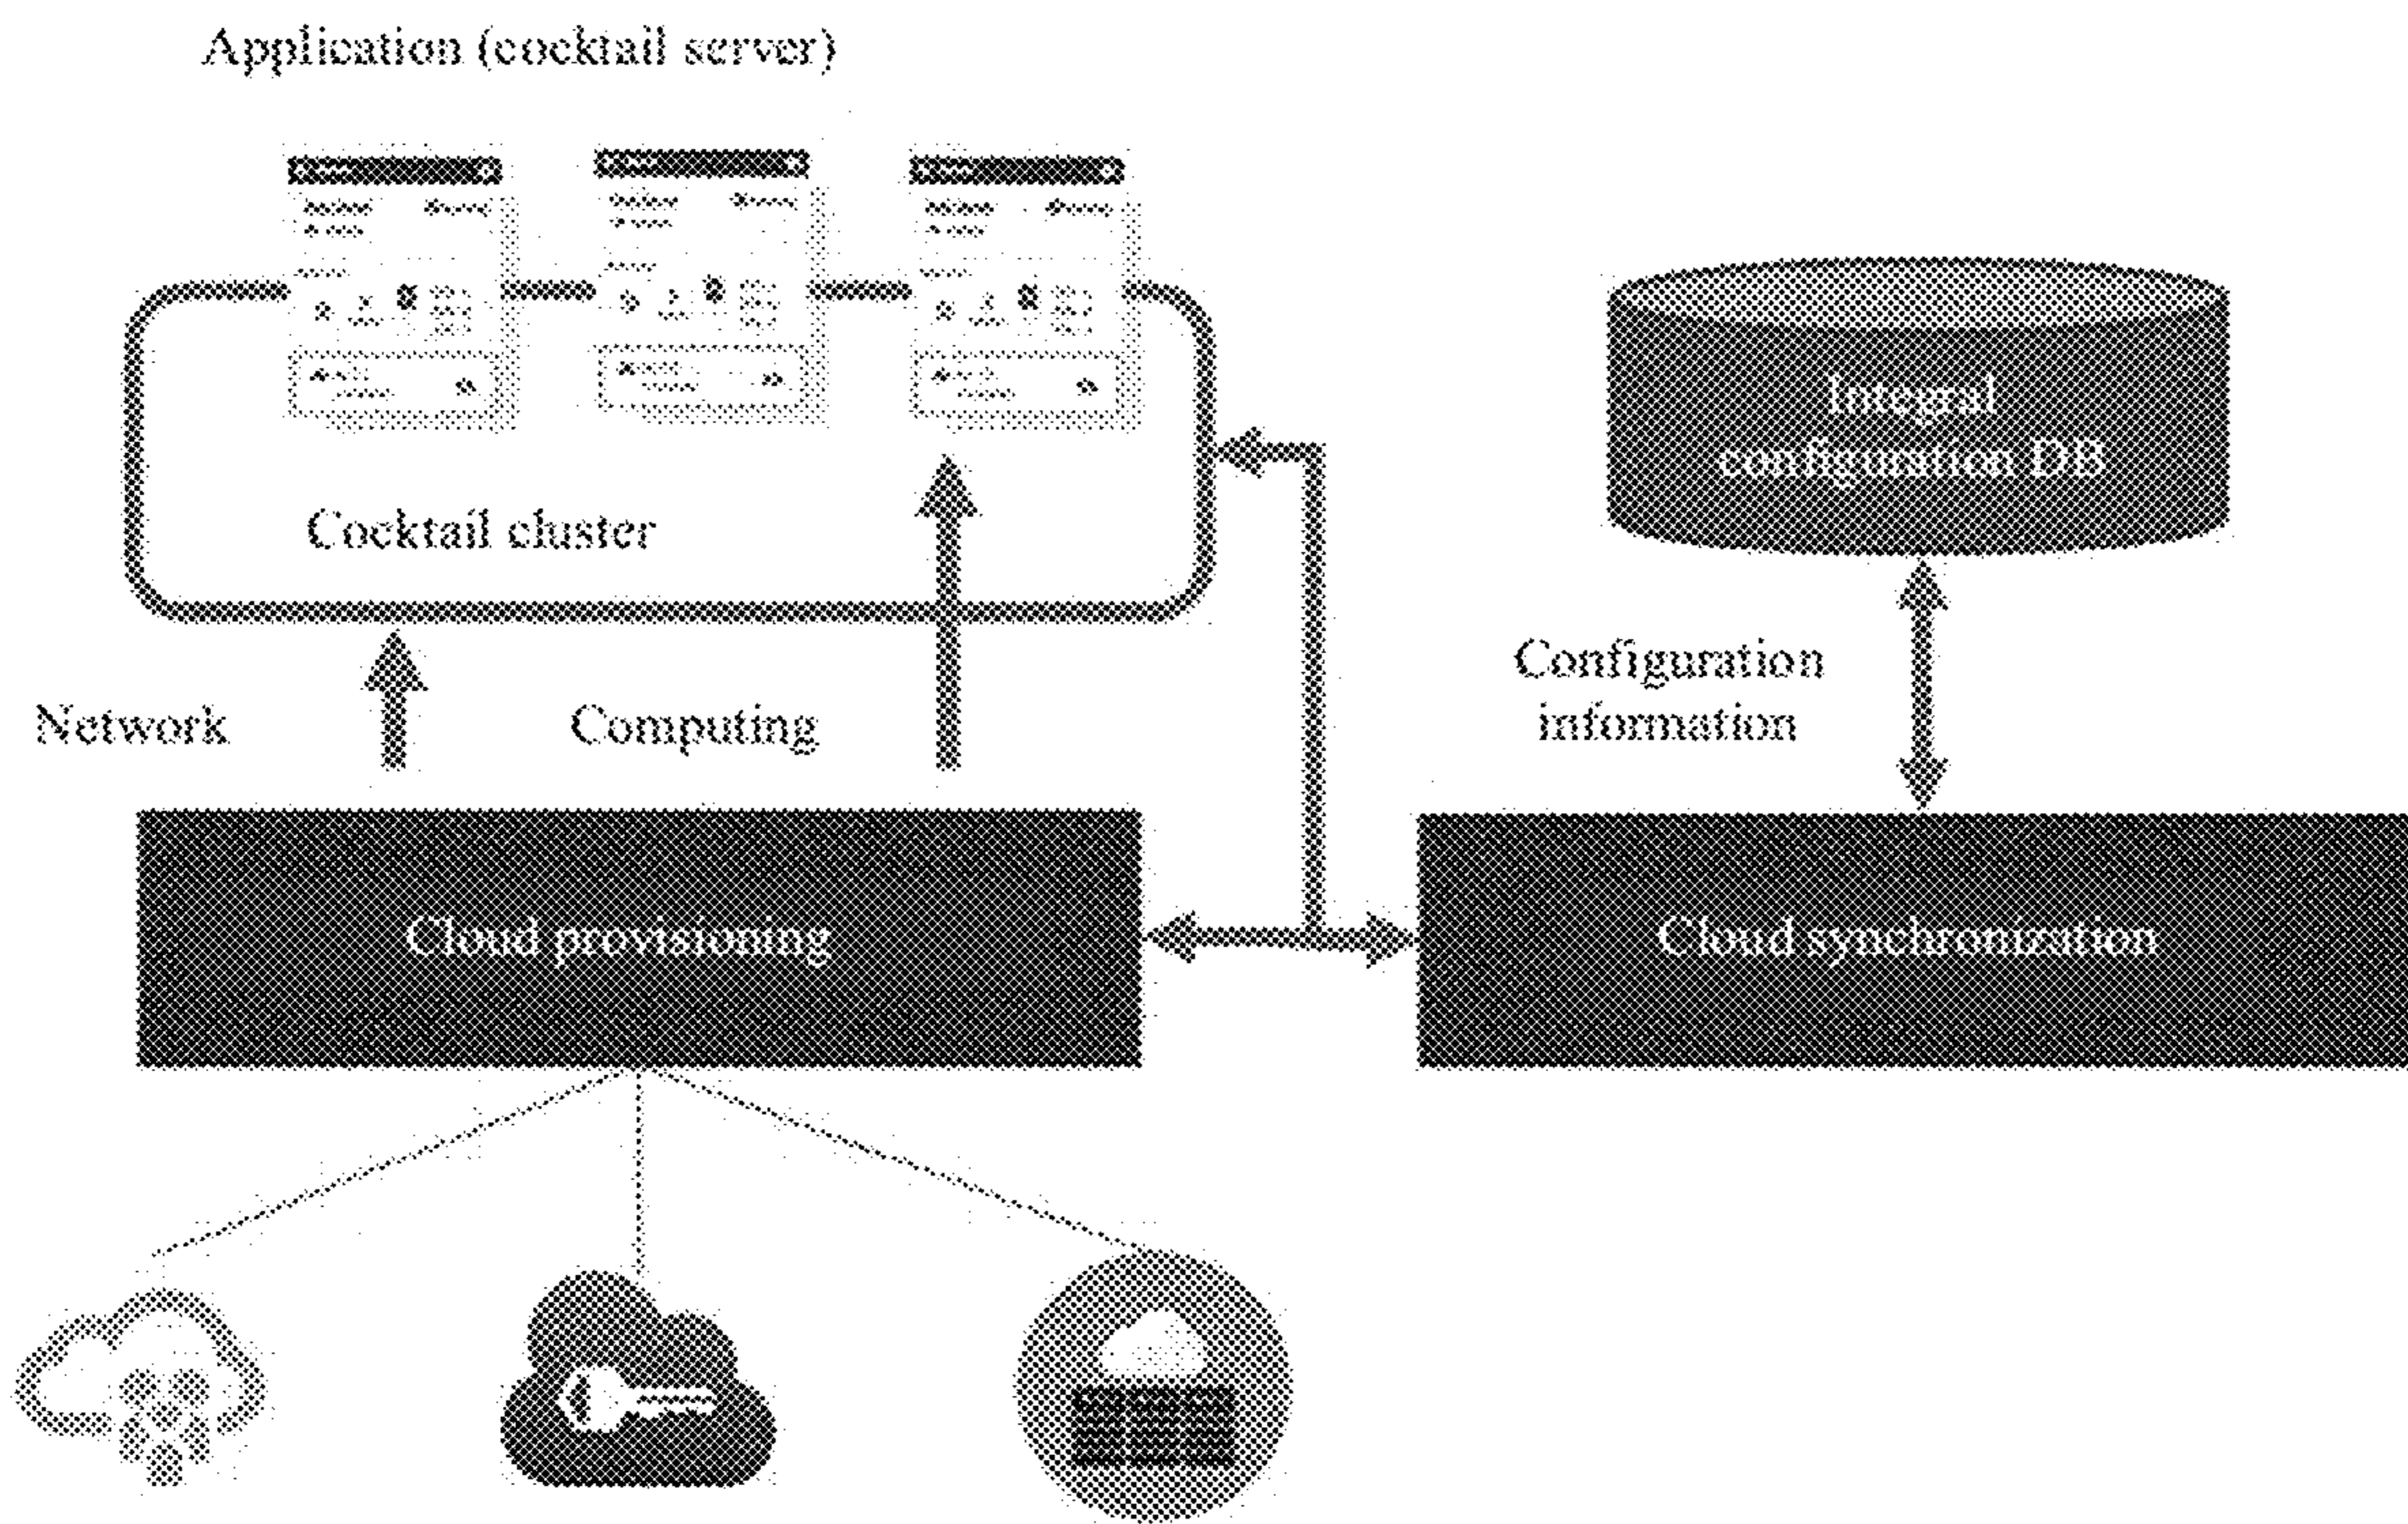 Application (cocktail server)
Integral
configuration DB
Cocktail cluster
Configuration
information
Network
Computing
Cloud provisioning
Cloud synchronization